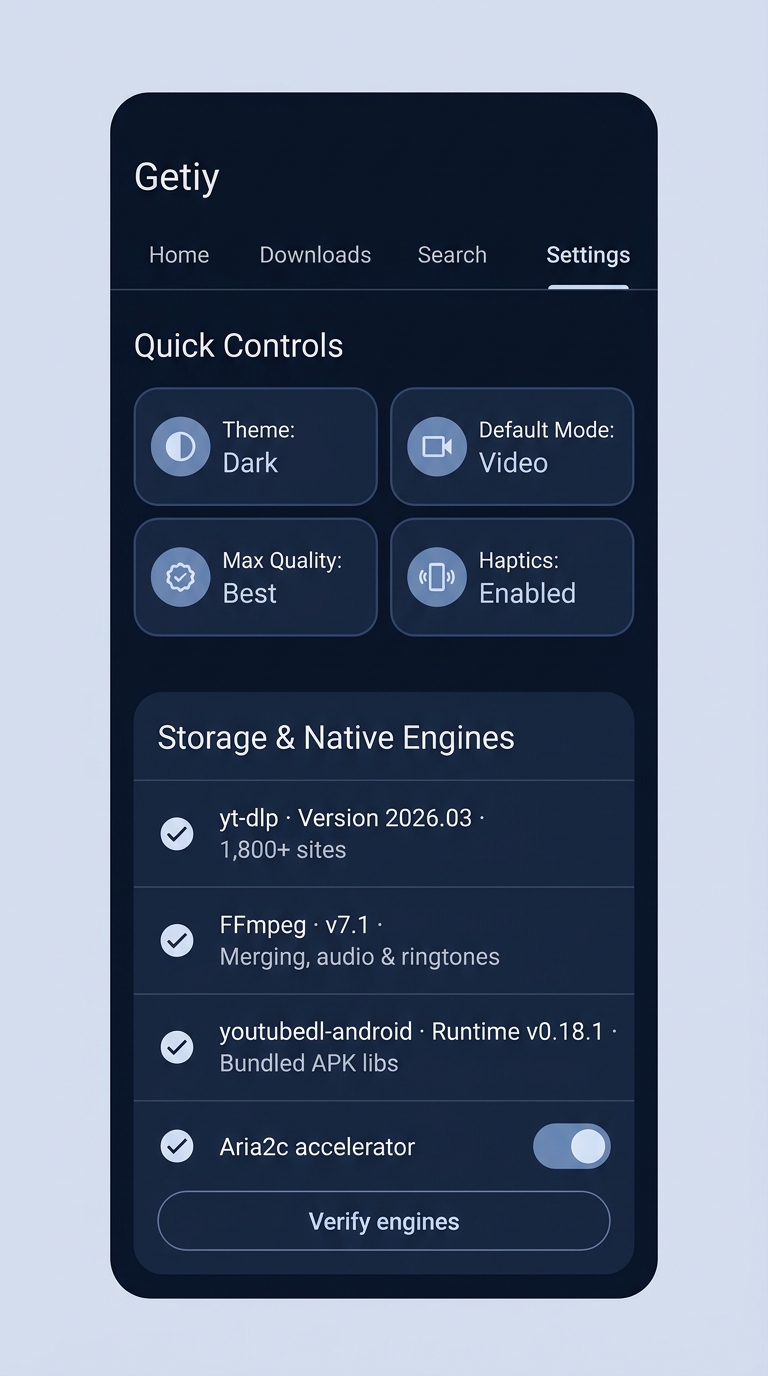 Getiy
Home Downloads Search Settings
Quick Controls
Theme:
Dark
Default Mode:
Video
Max Quality:
Best
Haptics:
Enabled
Storage & Native Engines
yt-dlp · Version 2026.03 ·
1,800+ sites
FFmpeg · v7.1 ·
Merging, audio & ringtones
youtubedl-android · Runtime v0.18.1 ·
Bundled APK libs
Aria2c accelerator
Verify engines